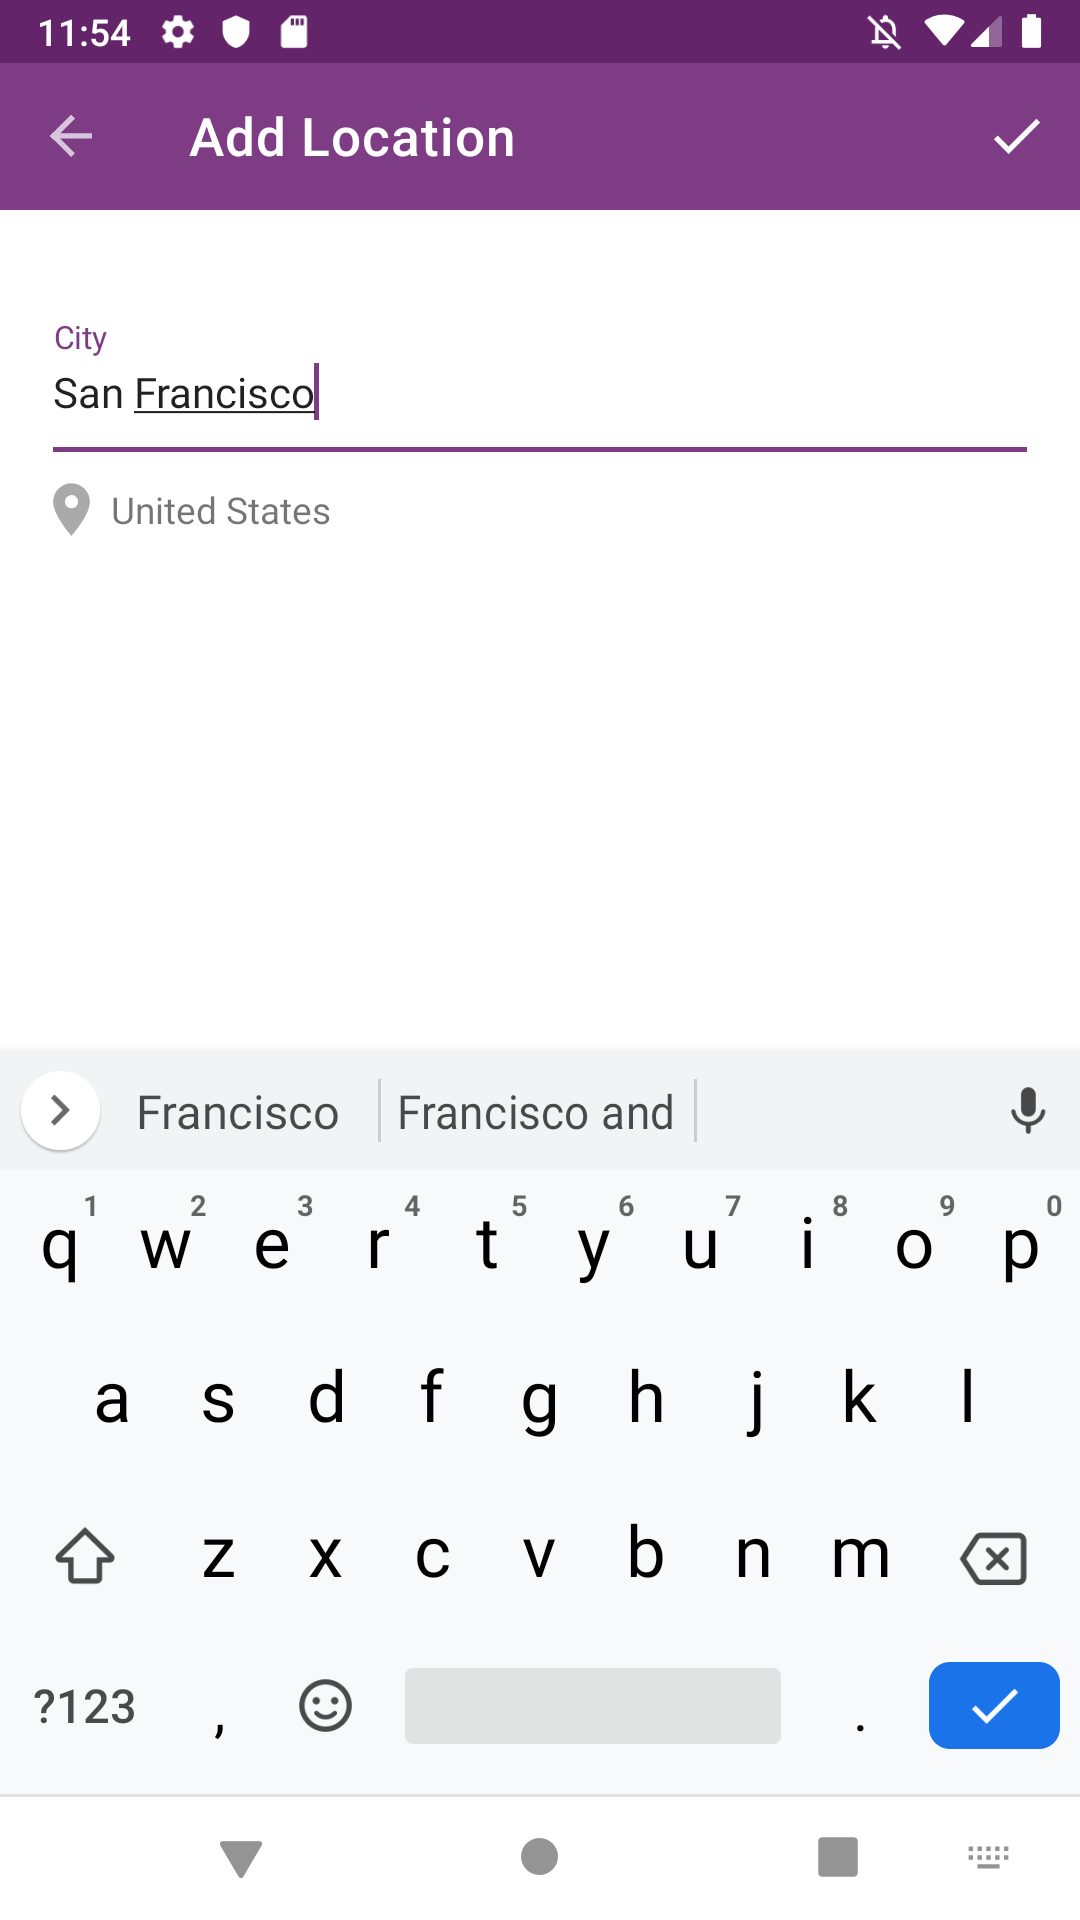 11:54
Add Location
City
San Francisco
United States
Francisco
Francisco and
q 1 w 2 e 3 r 4 t 5 y 6 u 7 i 8 o 9 p 0
a s d f g h j k l
z x c v b n m
?123 , .